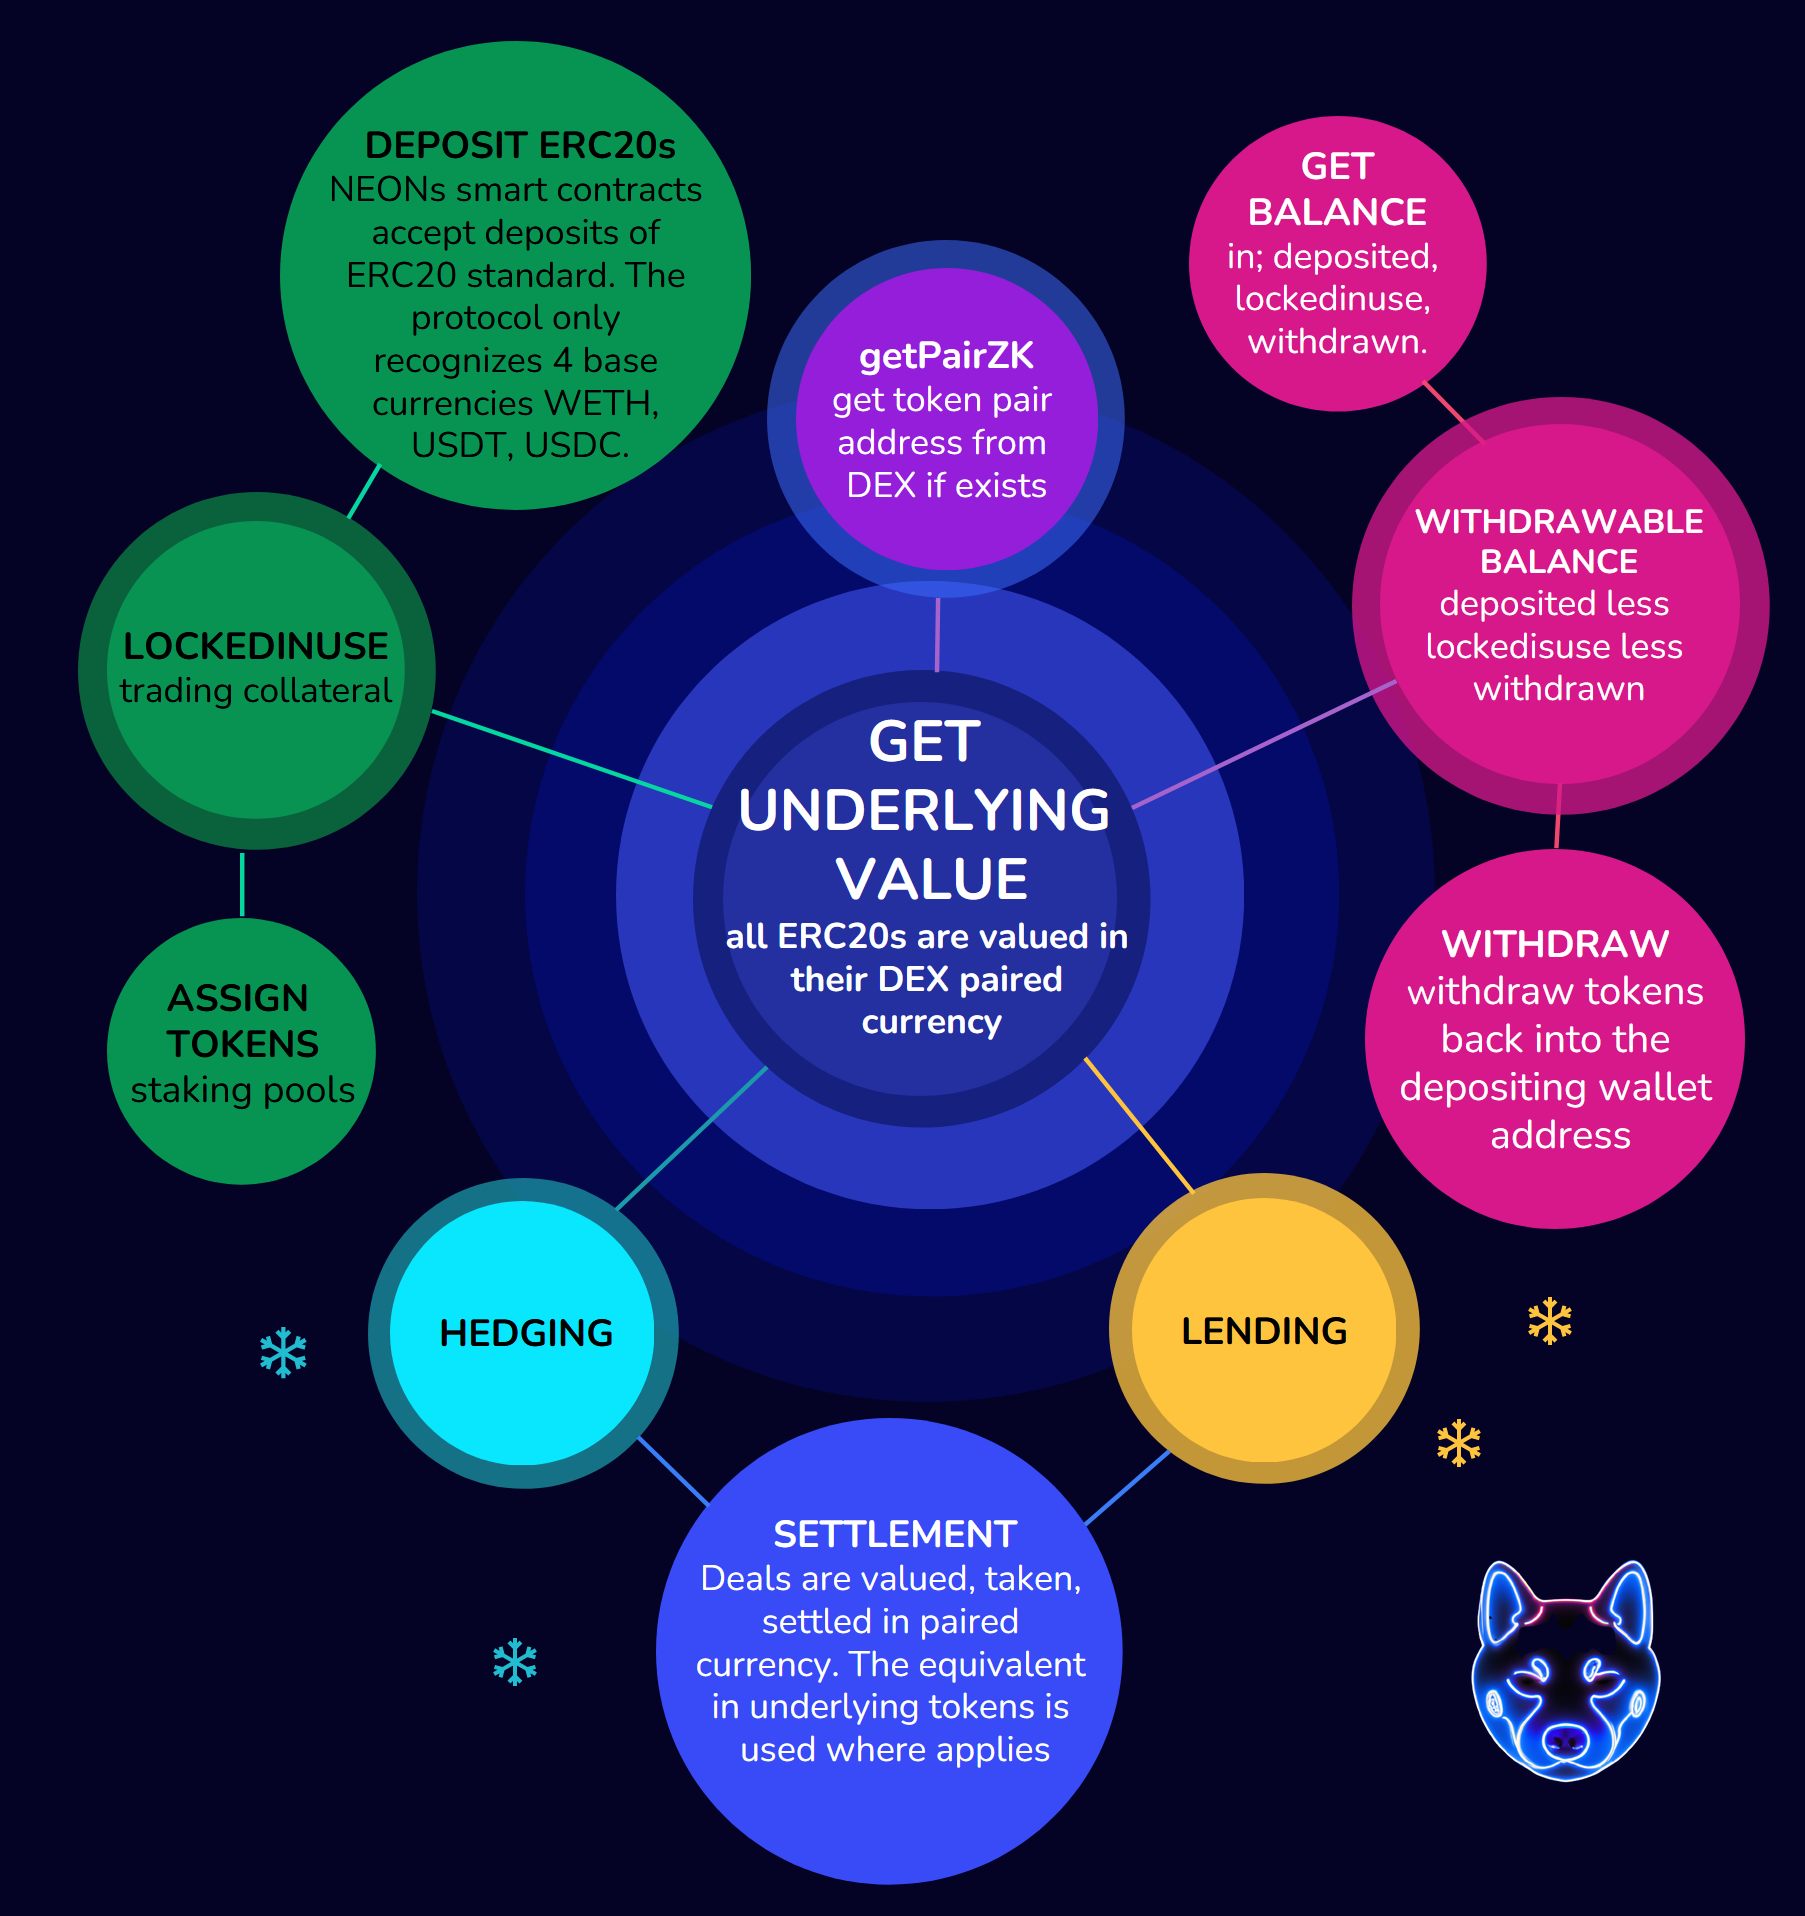 DEPOSIT ERC20s
NEONs smart contracts
accept deposits of
ERC20 standard. The
protocol only
recognizes 4 base
currencies WETH,
USDT, USDC.
GET
BALANCE
in; deposited,
lockedinuse,
withdrawn.
getPairZK
get token pair
address from
DEX if exists
WITHDRAWABLE
BALANCE
deposited less
lockedisuse less
withdrawn
LOCKEDINUSE
trading collateral
GET
UNDERLYING
VALUE
all ERC20s are valued in
their DEX paired
currency
ASSIGN
TOKENS
staking pools
WITHDRAW
withdraw tokens
back into the
depositing wallet
address
HEDGING
LENDING
SETTLEMENT
Deals are valued, taken,
settled in paired
currency. The equivalent
in underlying tokens is
used where applies